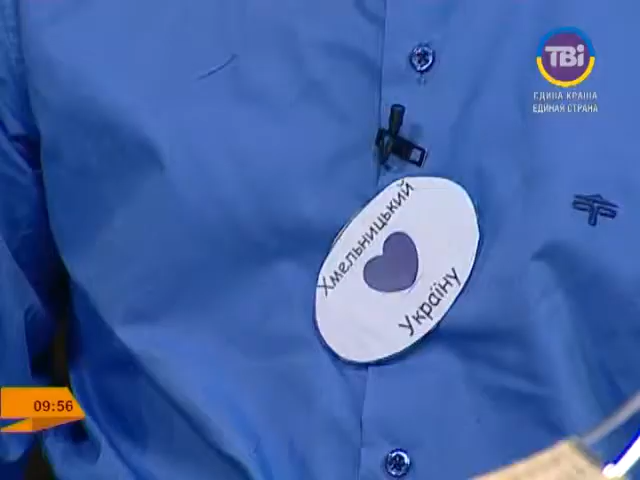 ТВі
ЄДИНА КРАЇНА
ЕДИНАЯ СТРАНА
Хмельницький
Україну
09:56